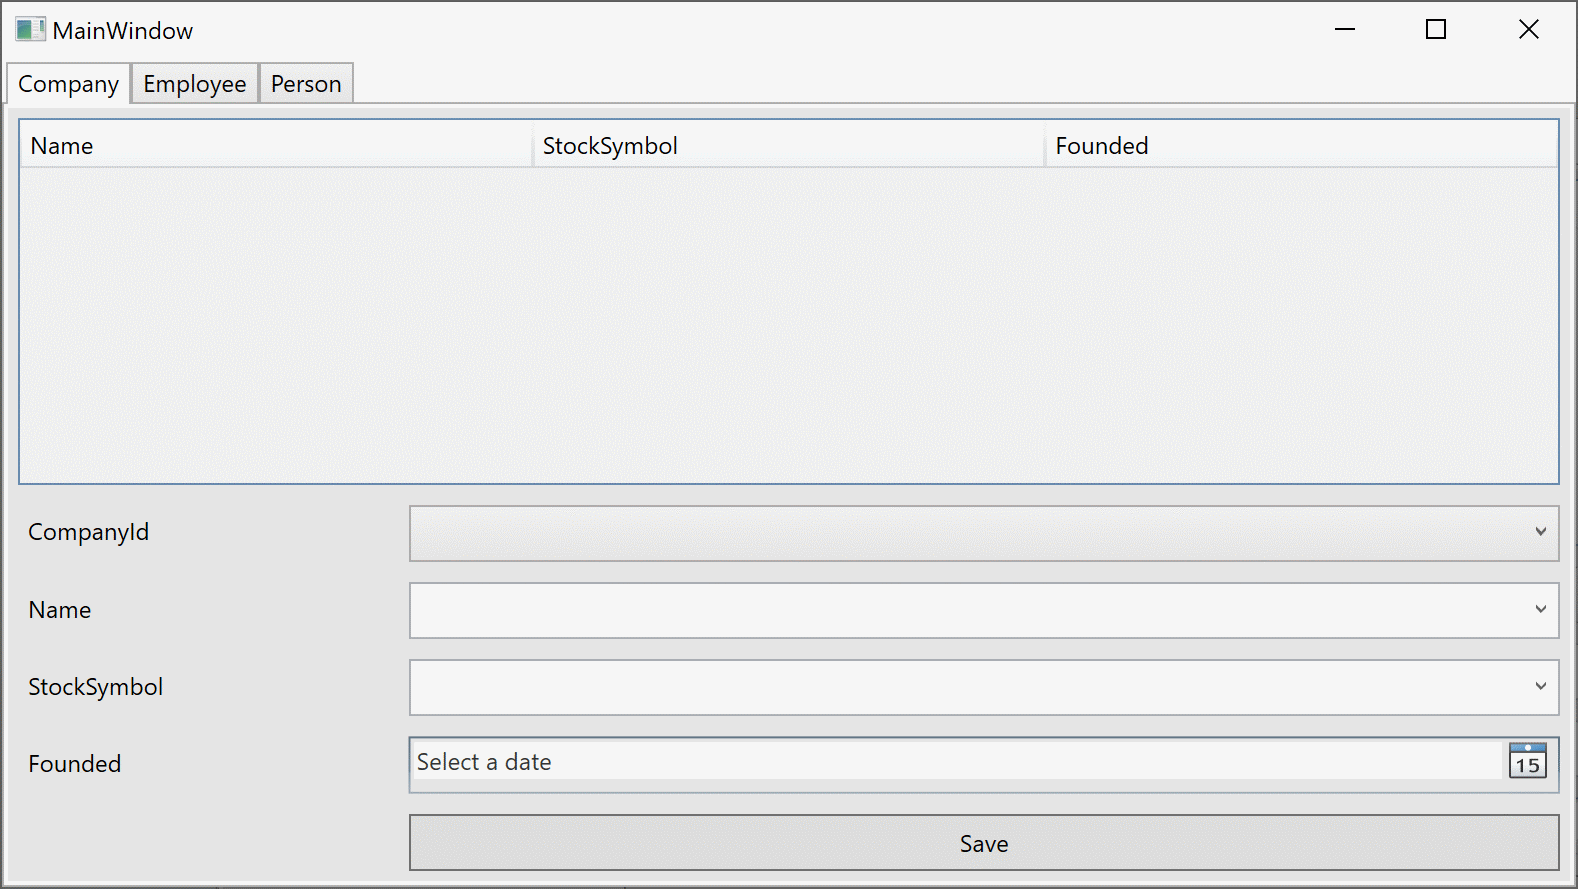 MainWindow
Company Employee Person
Name StockSymbol Founded
CompanyId
Name
StockSymbol
Founded Select a date 15
Save